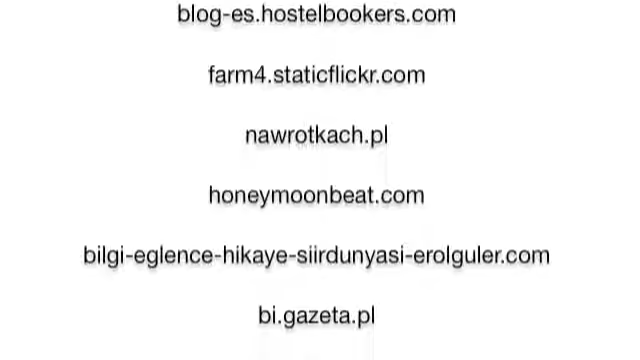 blog-es.hostelbookers.com
farm4.staticflickr.com
nawrotkach.pl
honeymoonbeat.com
bilgi-eglence-hikaye-siirdunyasi-erolguler.com
bi.gazeta.pl